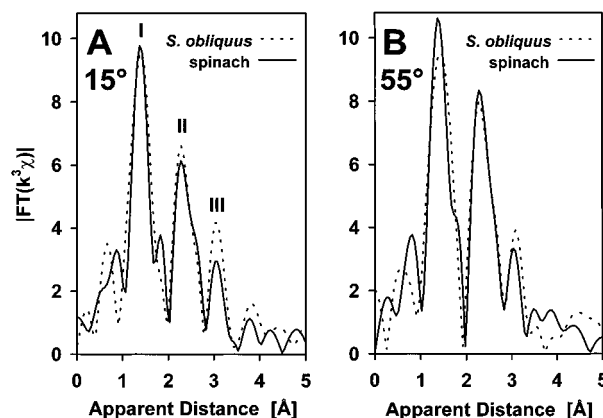 A
15°
I
II
III
S. obliquus
spinach
B
55°
S. obliquus
spinach
|FT(k³χ)|
10
8
6
4
2
0
0 1 2 3 4 5
Apparent Distance [Å]
10
8
6
4
2
0
0 1 2 3 4 5
Apparent Distance [Å]